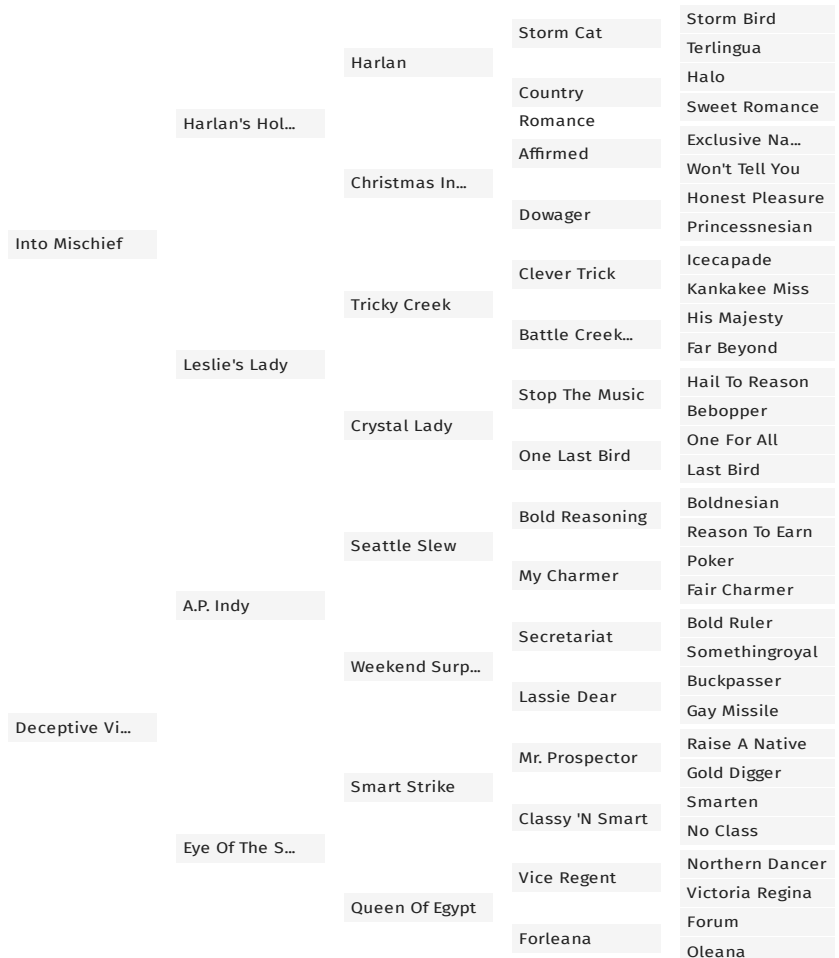 Storm Bird
Storm Cat
Terlingua
Harlan
Halo
Country
Romance
Sweet Romance
Harlan's Hol...
Exclusive Na...
Affirmed
Won't Tell You
Christmas In...
Honest Pleasure
Dowager
Princessnesian
Into Mischief
Icecapade
Clever Trick
Kankakee Miss
Tricky Creek
His Majesty
Battle Creek...
Far Beyond
Leslie's Lady
Hail To Reason
Stop The Music
Bebopper
Crystal Lady
One For All
One Last Bird
Last Bird
Boldnesian
Bold Reasoning
Reason To Earn
Seattle Slew
Poker
My Charmer
Fair Charmer
A.P. Indy
Bold Ruler
Secretariat
Somethingroyal
Weekend Surp...
Buckpasser
Lassie Dear
Gay Missile
Deceptive Vi...
Raise A Native
Mr. Prospector
Gold Digger
Smart Strike
Smarten
Classy 'N Smart
No Class
Eye Of The S...
Northern Dancer
Vice Regent
Victoria Regina
Queen Of Egypt
Forum
Forleana
Oleana